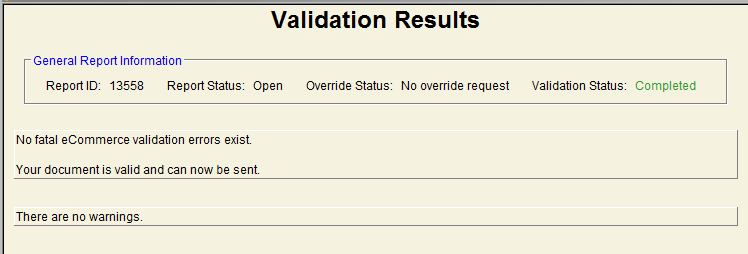 Validation Results
General Report Information
Report ID: 13558 Report Status: Open Override Status: No override request Validation Status: Completed
No fatal eCommerce validation errors exist.
Your document is valid and can now be sent.
There are no warnings.